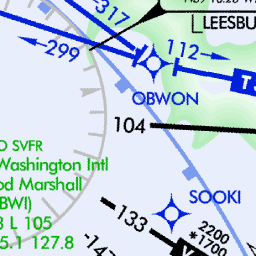 317
LEESBU
299
112
OBWON
104
O SVFR
Washington Intl
od Marshall
BWI)
3 L 105
5.1 127.8
SOOKI
133
2200
*1700